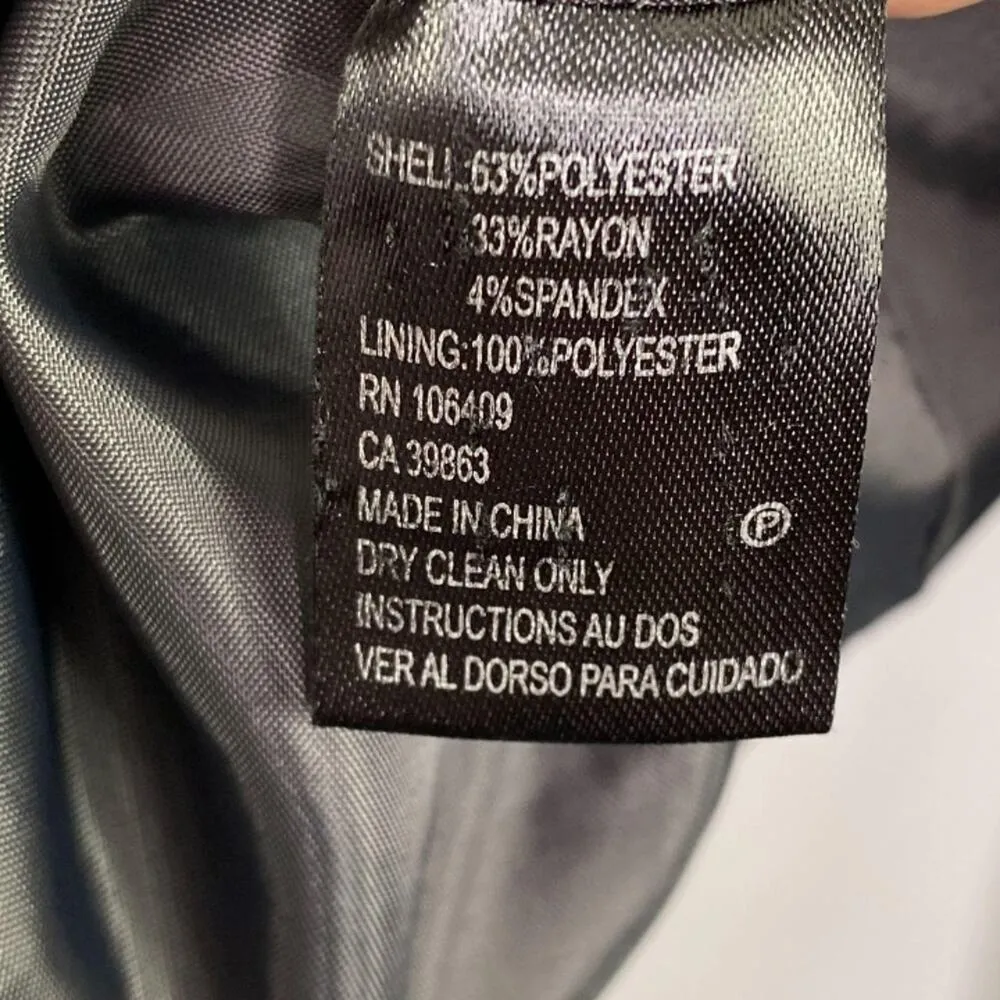 SHELL:63%POLYESTER
33%RAYON
4%SPANDEX
LINING:100%POLYESTER
RN 106409
CA 39863
MADE IN CHINA
P
DRY CLEAN ONLY
INSTRUCTIONS AU DOS
VER AL DORSO PARA CUIDADO